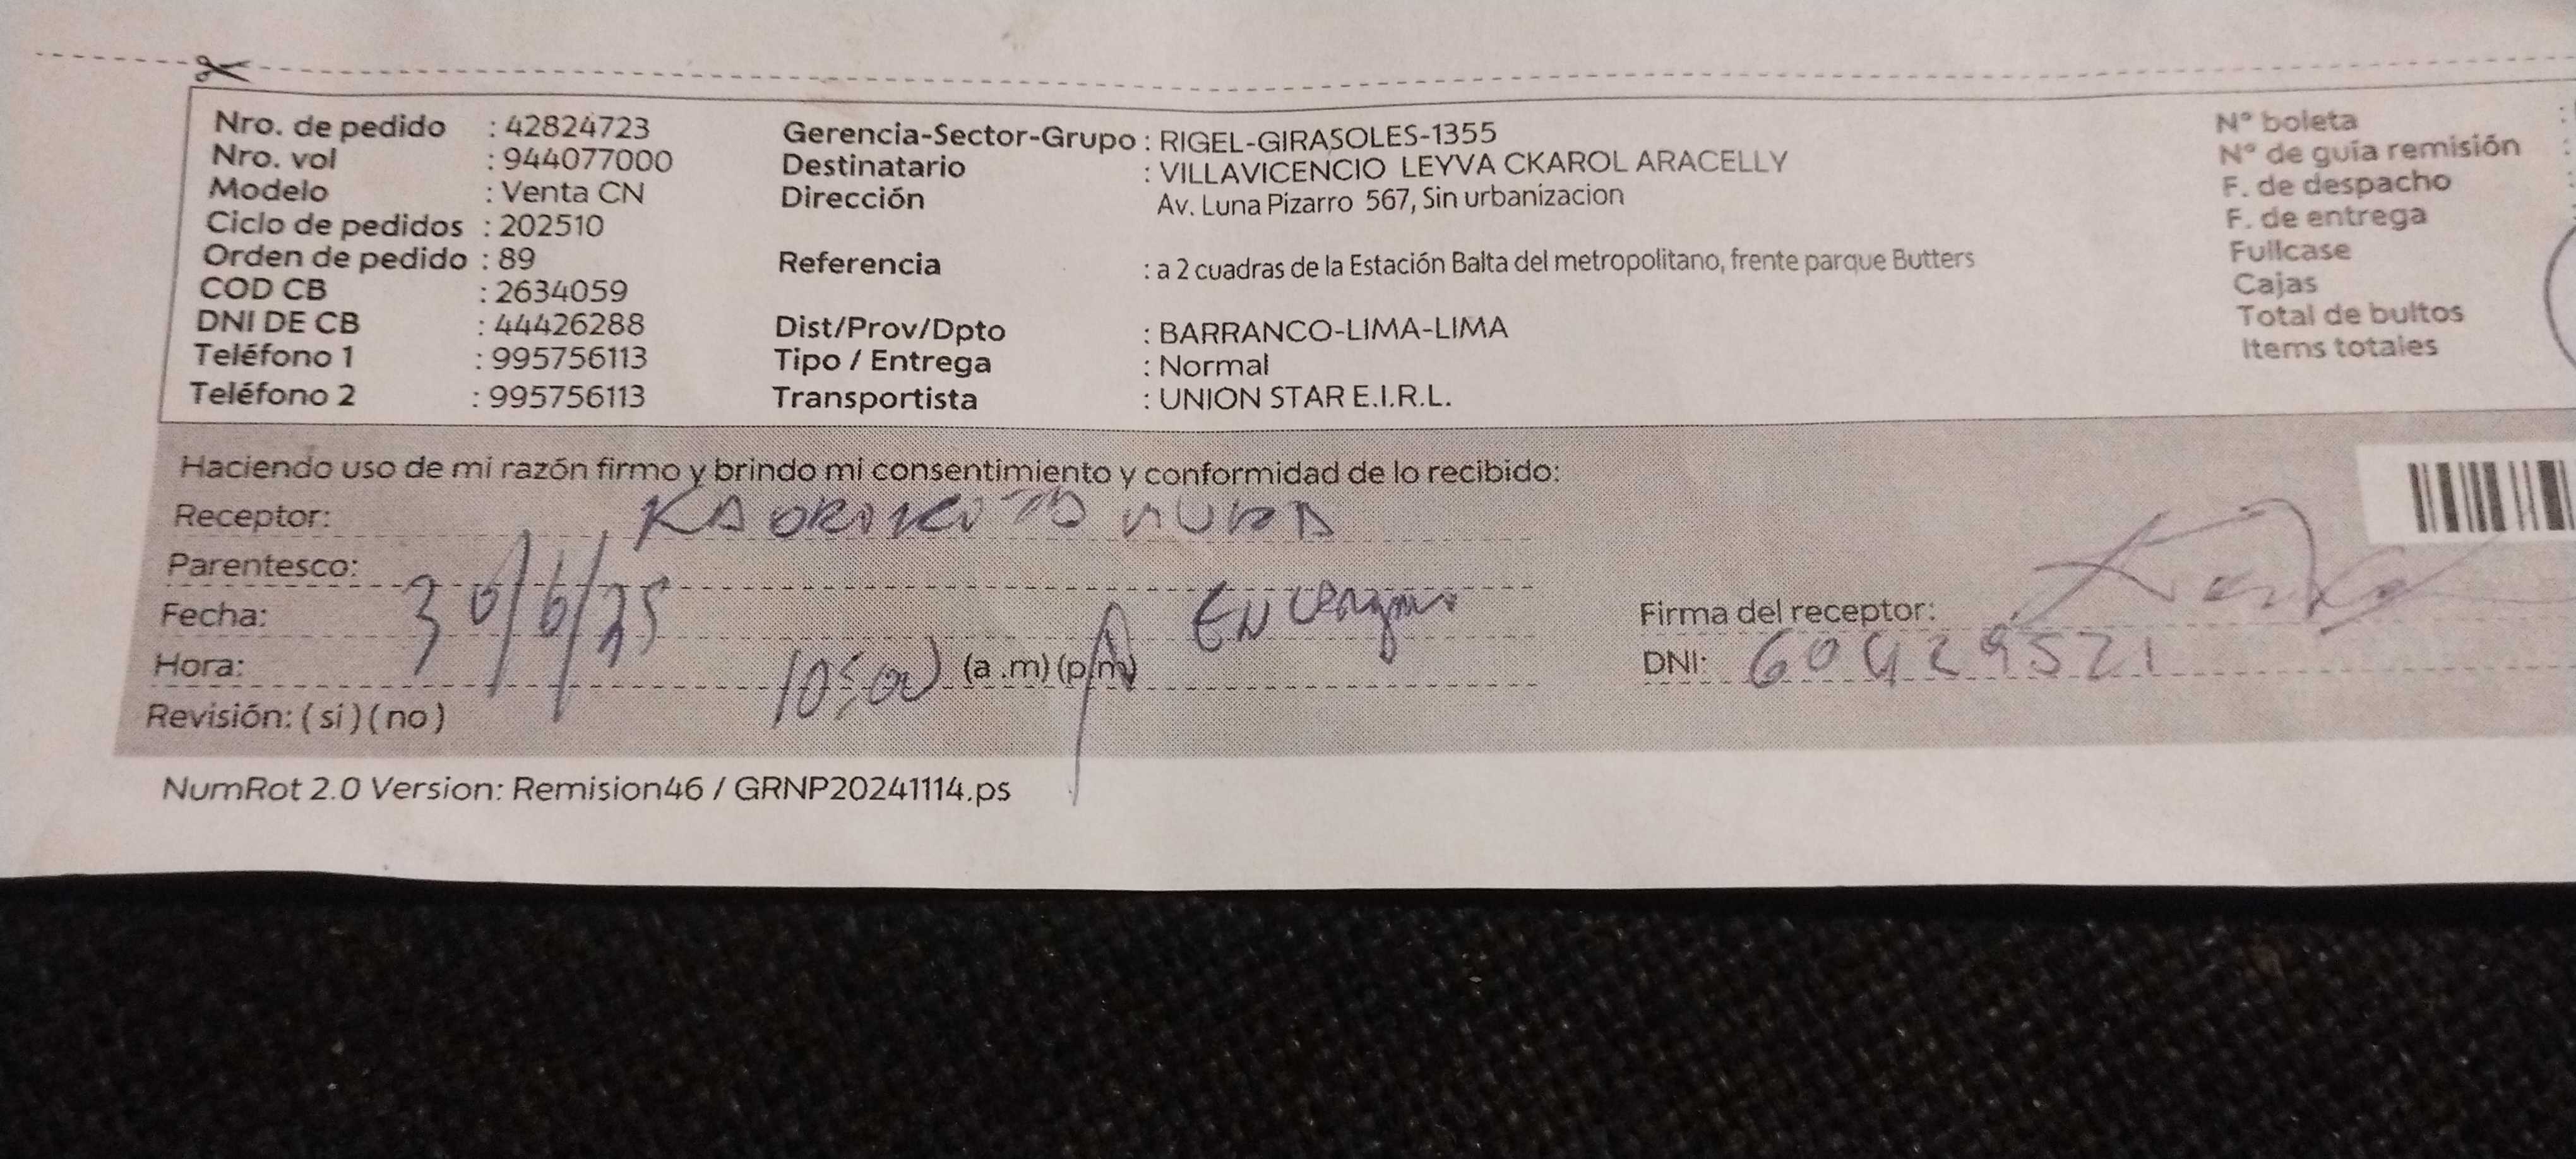 Nro. de pedido : 42824723
Nro. vol : 944077000
Modelo : Venta CN
Ciclo de pedidos : 202510
Orden de pedido : 89
COD CB : 2634059
DNI DE CB : 44426288
Teléfono 1 : 995756113
Teléfono 2 : 995756113
Gerencia-Sector-Grupo : RIGEL-GIRASOLES-1355
Destinatario : VILLAVICENCIO LEYVA CKAROL ARACELLY
Dirección Av. Luna Pizarro 567, Sin urbanizacion
Referencia : a 2 cuadras de la Estación Balta del metropolitano, frente parque Butters
Dist/Prov/Dpto : BARRANCO-LIMA-LIMA
Tipo / Entrega : Normal
Transportista : UNION STAR E.I.R.L.
N° boleta :
N° de guía remisión :
F. de despacho :
F. de entrega
Fullcase
Cajas
Total de bultos
Items totales
Haciendo uso de mi razón firmo y brindo mi consentimiento y conformidad de lo recibido:
Receptor:
Parentesco:
Fecha: 30/6/25
Hora: 10:00 (a .m) (p.m)
Revisión: ( si ) ( no )
Firma del receptor:
DNI: 60429521
NumRot 2.0 Version: Remision46 / GRNP20241114.ps